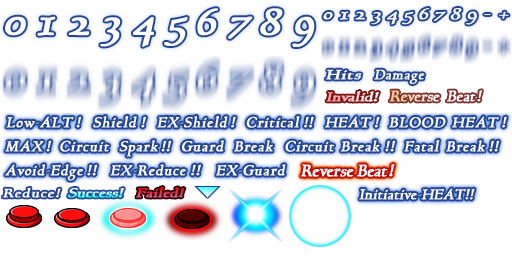 0 1 2 3 4 5 6 7 8 9
0 1 2 3 4 5 6 7 8 9 - +
Hits Damage
Invalid! Reverse Beat!
Low-ALT! Shield! EX-Shield! Critical!! HEAT! BLOOD HEAT!
MAX! Circuit Spark!! Guard Break Circuit Break!! Fatal Break!!
Avoid-Edge!! EX-Reduce!! EX-Guard Reverse Beat!
Reduce! Success! Failed! Initiative-HEAT!!